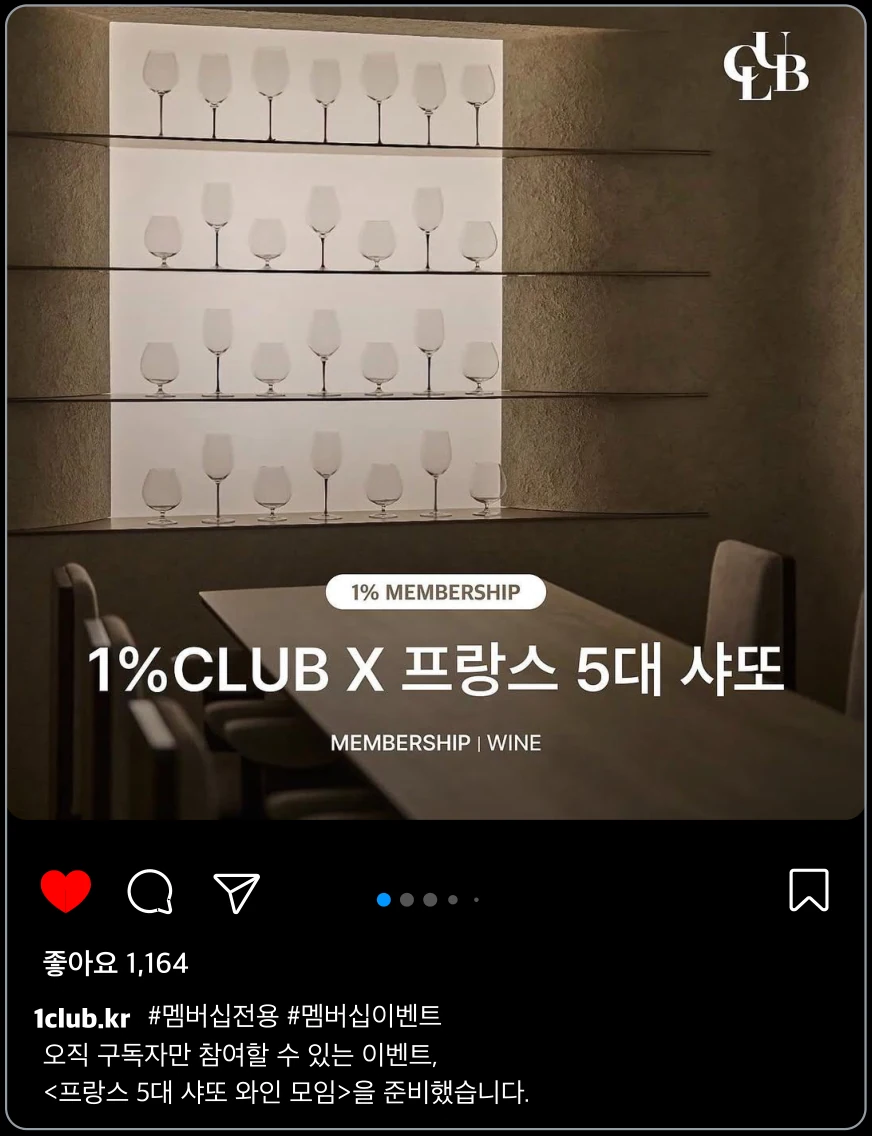 CLUB
1% MEMBERSHIP
1%CLUB X 프랑스 5대 샤또
MEMBERSHIP | WINE
좋아요 1,164
1club.kr #멤버십전용 #멤버십이벤트
오직 구독자만 참여할 수 있는 이벤트,
<프랑스 5대 샤또 와인 모임>을 준비했습니다.